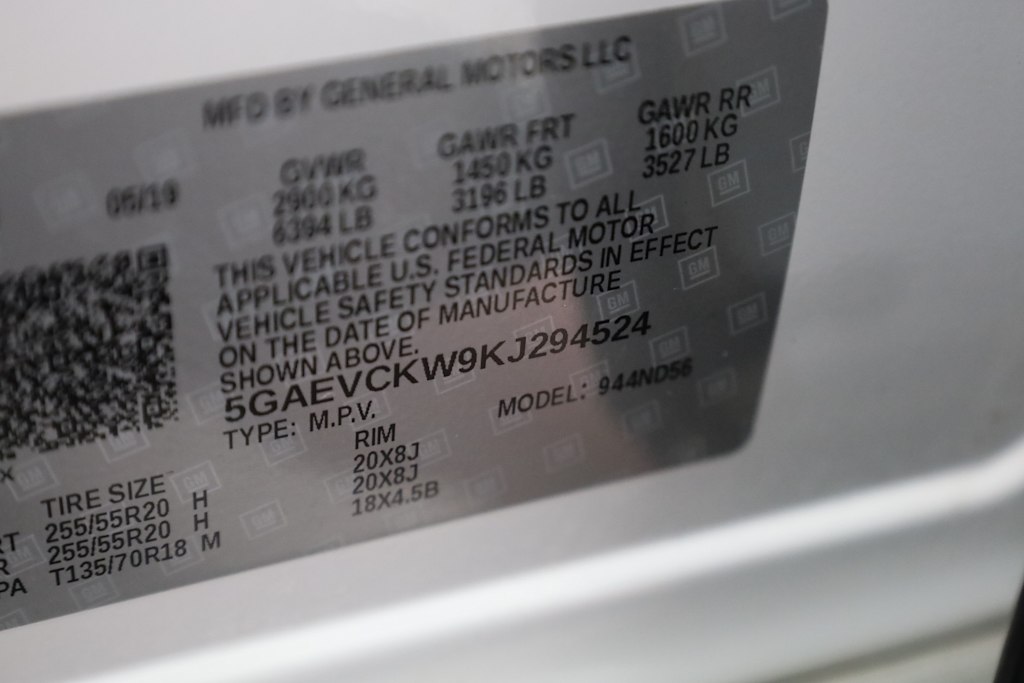 MFD BY GENERAL MOTORS LLC
05/19
GVWR
2900 KG
6394 LB
GAWR FRT
1450 KG
3196 LB
GAWR RR
1600 KG
3527 LB
THIS VEHICLE CONFORMS TO ALL
APPLICABLE U.S. FEDERAL MOTOR
VEHICLE SAFETY STANDARDS IN EFFECT
ON THE DATE OF MANUFACTURE
SHOWN ABOVE.
5GAEVCKW9KJ294524
TYPE: M.P.V. MODEL: 944ND56
TIRE SIZE RIM
RT 255/55R20 H 20X8J
R 255/55R20 H 20X8J
PA T135/70R18 M 18X4.5B
GM